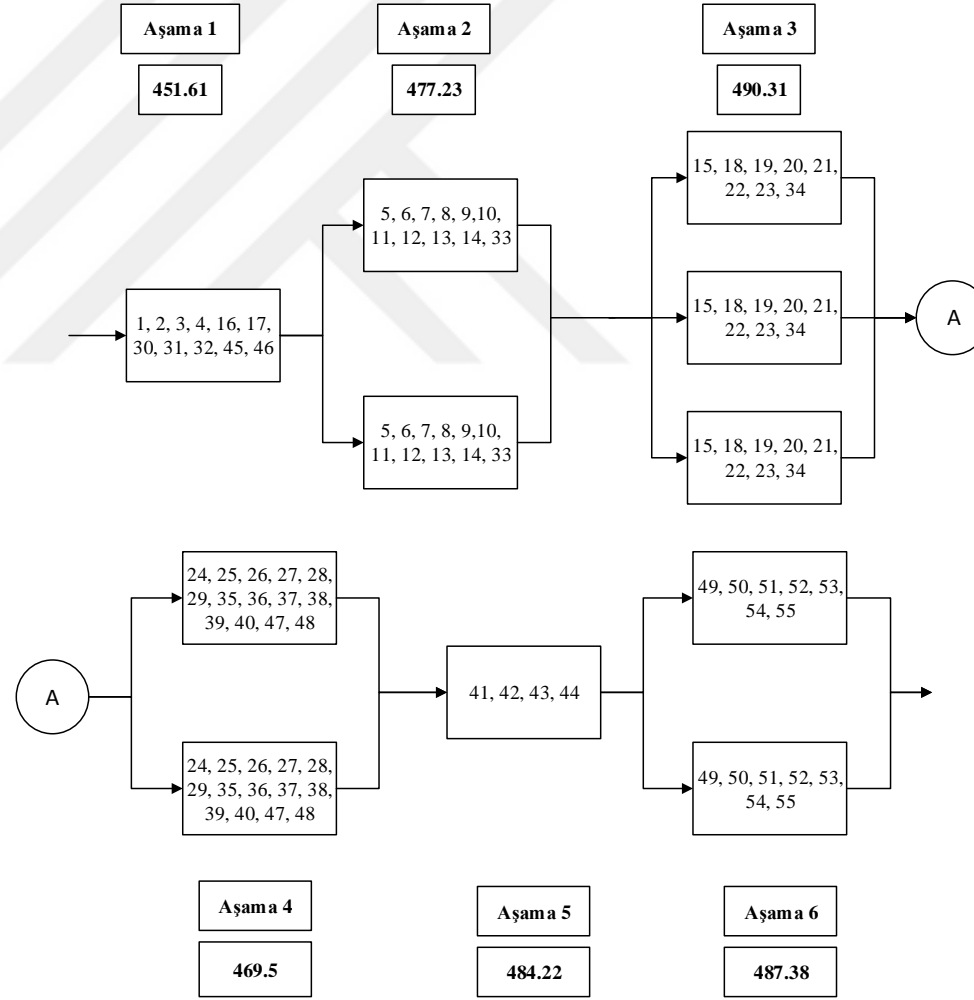 Aşama 1
Aşama 2
Aşama 3
451.61
477.23
490.31
1, 2, 3, 4, 16, 17,
30, 31, 32, 45, 46
5, 6, 7, 8, 9,10,
11, 12, 13, 14, 33
5, 6, 7, 8, 9,10,
11, 12, 13, 14, 33
15, 18, 19, 20, 21,
22, 23, 34
15, 18, 19, 20, 21,
22, 23, 34
15, 18, 19, 20, 21,
22, 23, 34
A
A
24, 25, 26, 27, 28,
29, 35, 36, 37, 38,
39, 40, 47, 48
24, 25, 26, 27, 28,
29, 35, 36, 37, 38,
39, 40, 47, 48
41, 42, 43, 44
49, 50, 51, 52, 53,
54, 55
49, 50, 51, 52, 53,
54, 55
Aşama 4
Aşama 5
Aşama 6
469.5
484.22
487.38